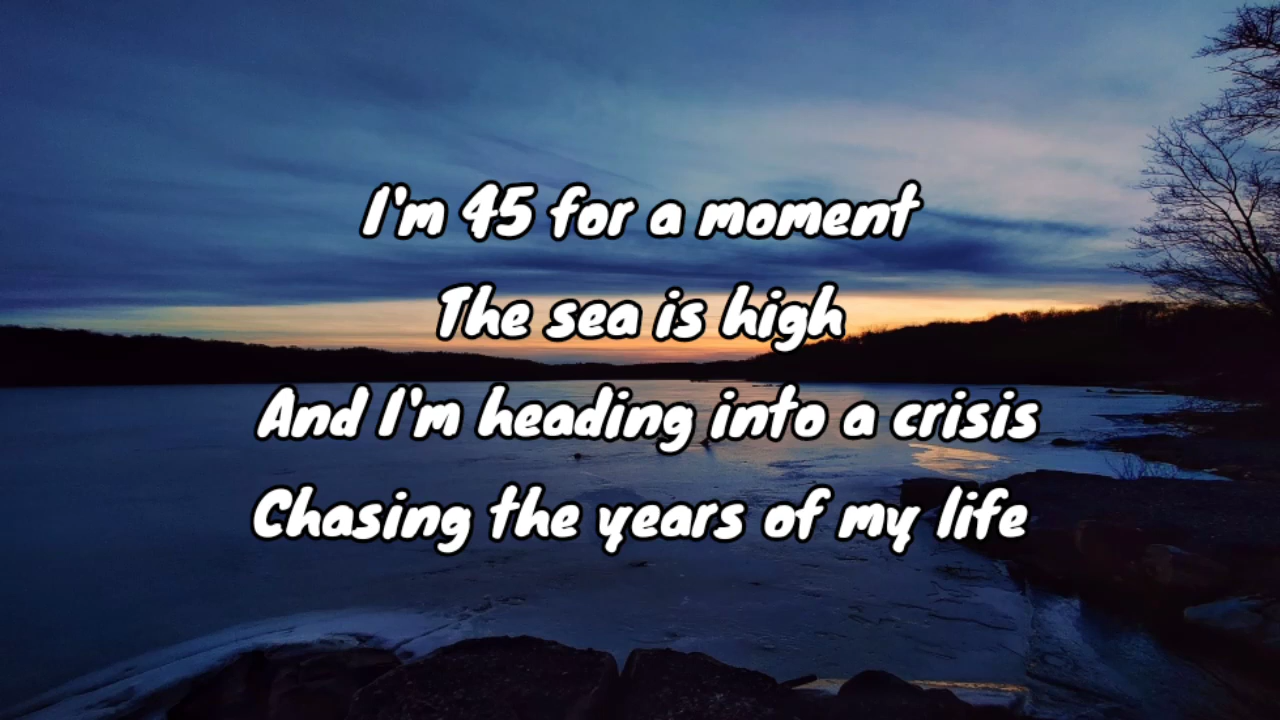 I'm 45 for a moment
The sea is high
And I'm heading into a crisis
Chasing the years of my life